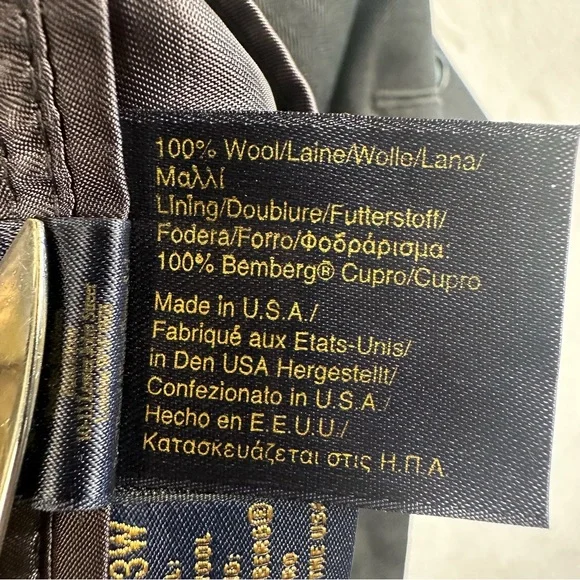 100% Wool/Laine/Wolle/Lana/
Μαλλί
Lining/Doublure/Futterstoff/
Fodera/Forro/Φοδράρισμα:
100% Bemberg® Cupro/Cupro
Made in U.S.A./
Fabriqué aux Etats-Unis/
in Den USA Hergestellt/
Confezionato in U.S.A./
Hecho en E.E.U.U./
Κατασκευάζεται στις Η.Π.Α.